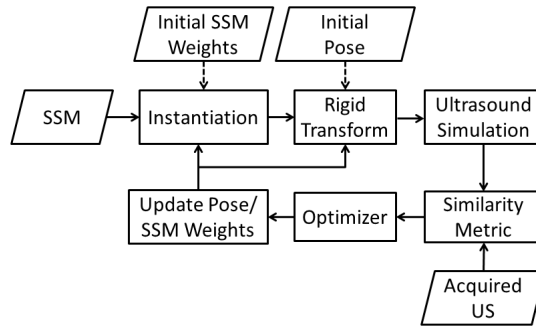 Initial SSM
Weights
Initial
Pose
SSM
Instantiation
Rigid
Transform
Ultrasound
Simulation
Update Pose/
SSM Weights
Optimizer
Similarity
Metric
Acquired
US